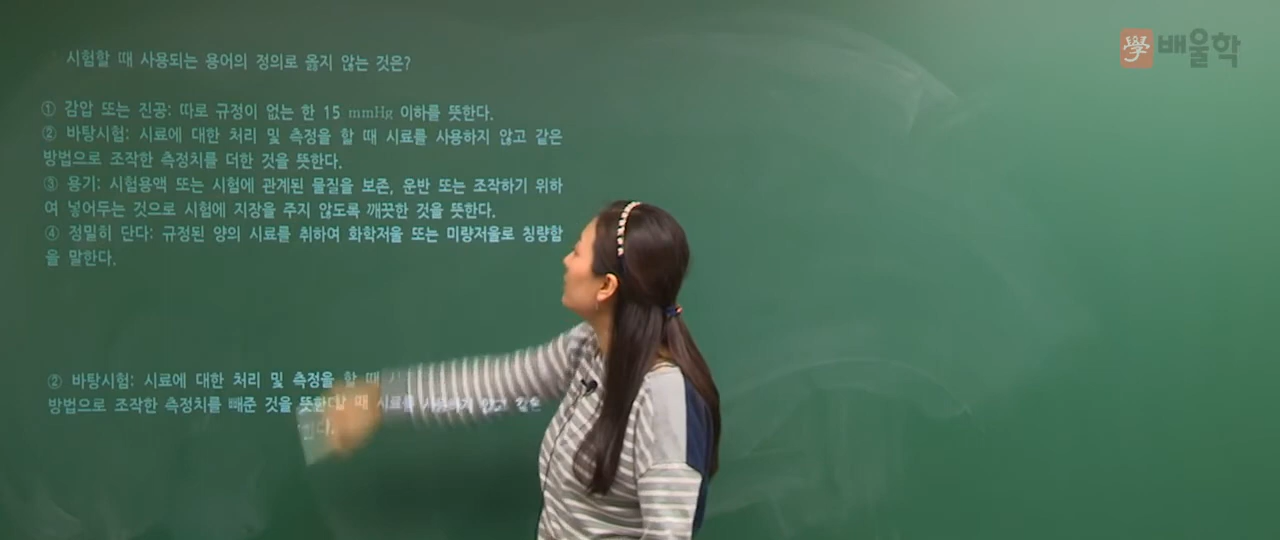 學 배울학
시험할 때 사용되는 용어의 정의로 옳지 않는 것은?
① 감압 또는 진공: 따로 규정이 없는 한 15 mmHg 이하를 뜻한다.
② 바탕시험: 시료에 대한 처리 및 측정을 할 때 시료를 사용하지 않고 같은
방법으로 조작한 측정치를 더한 것을 뜻한다.
③ 용기: 시험용액 또는 시험에 관계된 물질을 보존, 운반 또는 조작하기 위하
여 넣어두는 것으로 시험에 지장을 주지 않도록 깨끗한 것을 뜻한다.
④ 정밀히 단다: 규정된 양의 시료를 취하여 화학저울 또는 미량저울로 칭량함
을 말한다.
② 바탕시험: 시료에 대한 처리 및 측정을 할 때
방법으로 조작한 측정치를 빼준 것을 뜻한다